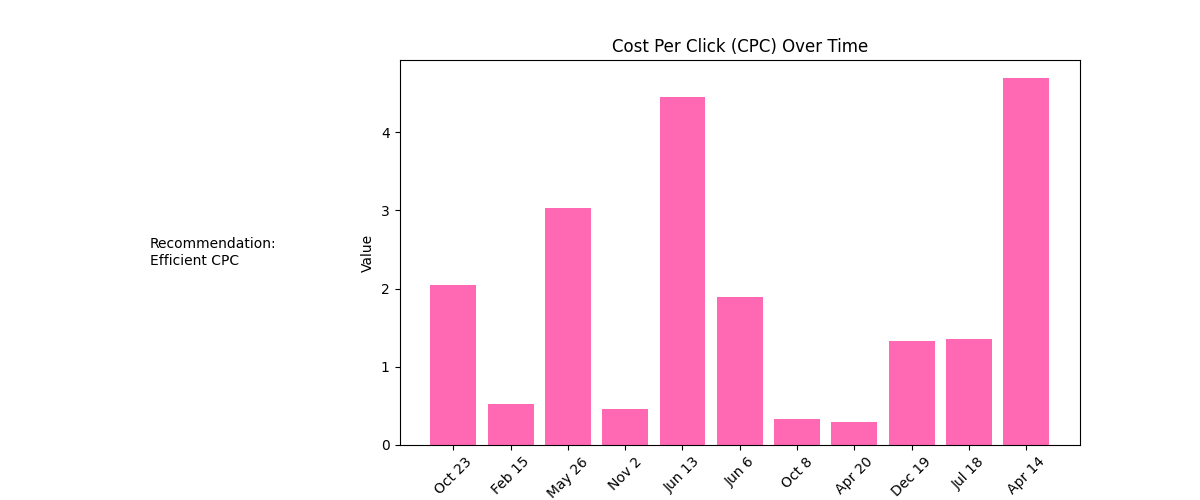 Cost Per Click (CPC) Over Time
Recommendation:
Efficient CPC
Value
4
3
2
1
0
Oct 23
Feb 15
May 26
Nov 2
Jun 13
Jun 6
Oct 8
Apr 20
Dec 19
Jul 18
Apr 14